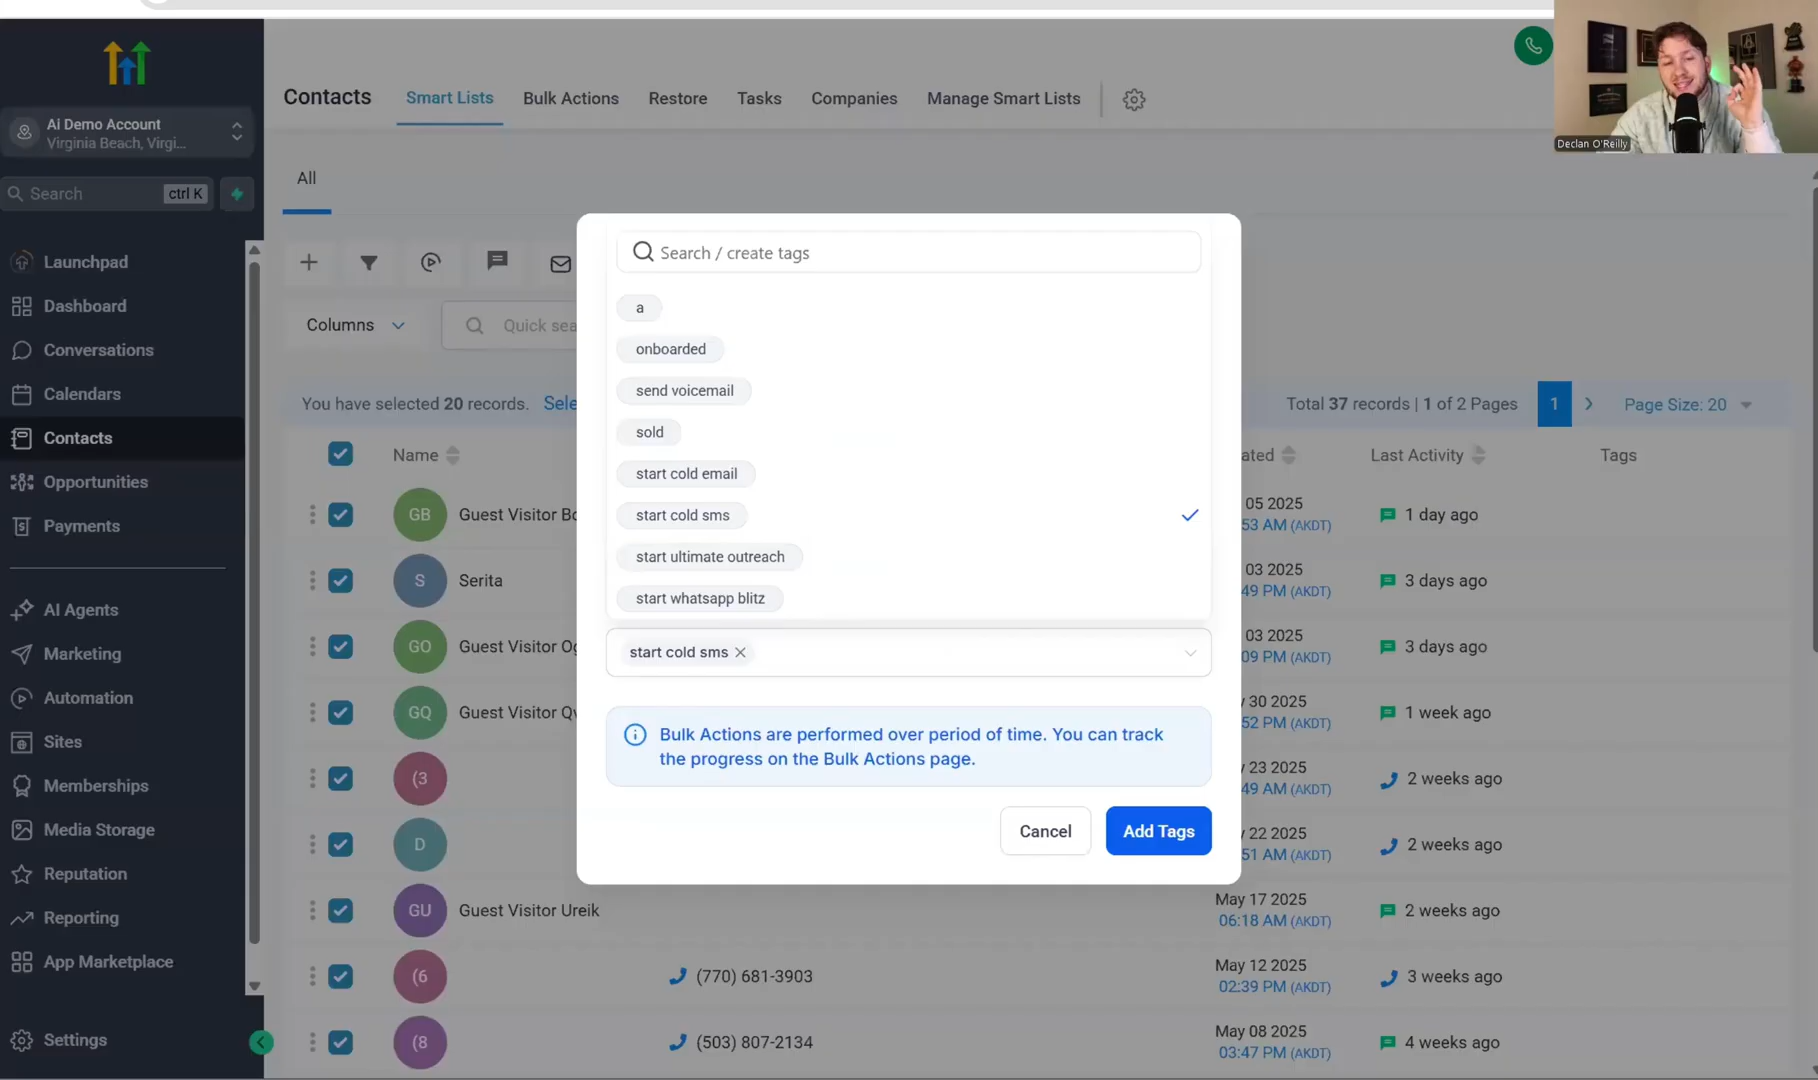 Declan O'Reilly
Ai Demo Account
Virginia Beach, Virgi...
Search
ctrl K
Launchpad
Dashboard
Conversations
Calendars
Contacts
Opportunities
Payments
AI Agents
Marketing
Automation
Sites
Memberships
Media Storage
Reputation
Reporting
App Marketplace
Settings
Contacts
Smart Lists
Bulk Actions
Restore
Tasks
Companies
Manage Smart Lists
All
Columns
Quick sea
You have selected 20 records. Sele
Total 37 records | 1 of 2 Pages
1
Page Size: 20
Name
ated
Last Activity
Tags
GB
Guest Visitor Bo
05 2025
53 AM (AKDT)
1 day ago
S
Serita
03 2025
49 PM (AKDT)
3 days ago
GO
Guest Visitor Og
03 2025
09 PM (AKDT)
3 days ago
GQ
Guest Visitor Qv
30 2025
52 PM (AKDT)
1 week ago
(3
23 2025
49 AM (AKDT)
2 weeks ago
D
22 2025
51 AM (AKDT)
2 weeks ago
GU
Guest Visitor Ureik
May 17 2025
06:18 AM (AKDT)
2 weeks ago
(6
(770) 681-3903
May 12 2025
02:39 PM (AKDT)
3 weeks ago
(8
(503) 807-2134
May 08 2025
03:47 PM (AKDT)
4 weeks ago
Search / create tags
a
onboarded
send voicemail
sold
start cold email
start cold sms
start ultimate outreach
start whatsapp blitz
start cold sms
Bulk Actions are performed over period of time. You can track
the progress on the Bulk Actions page.
Cancel
Add Tags